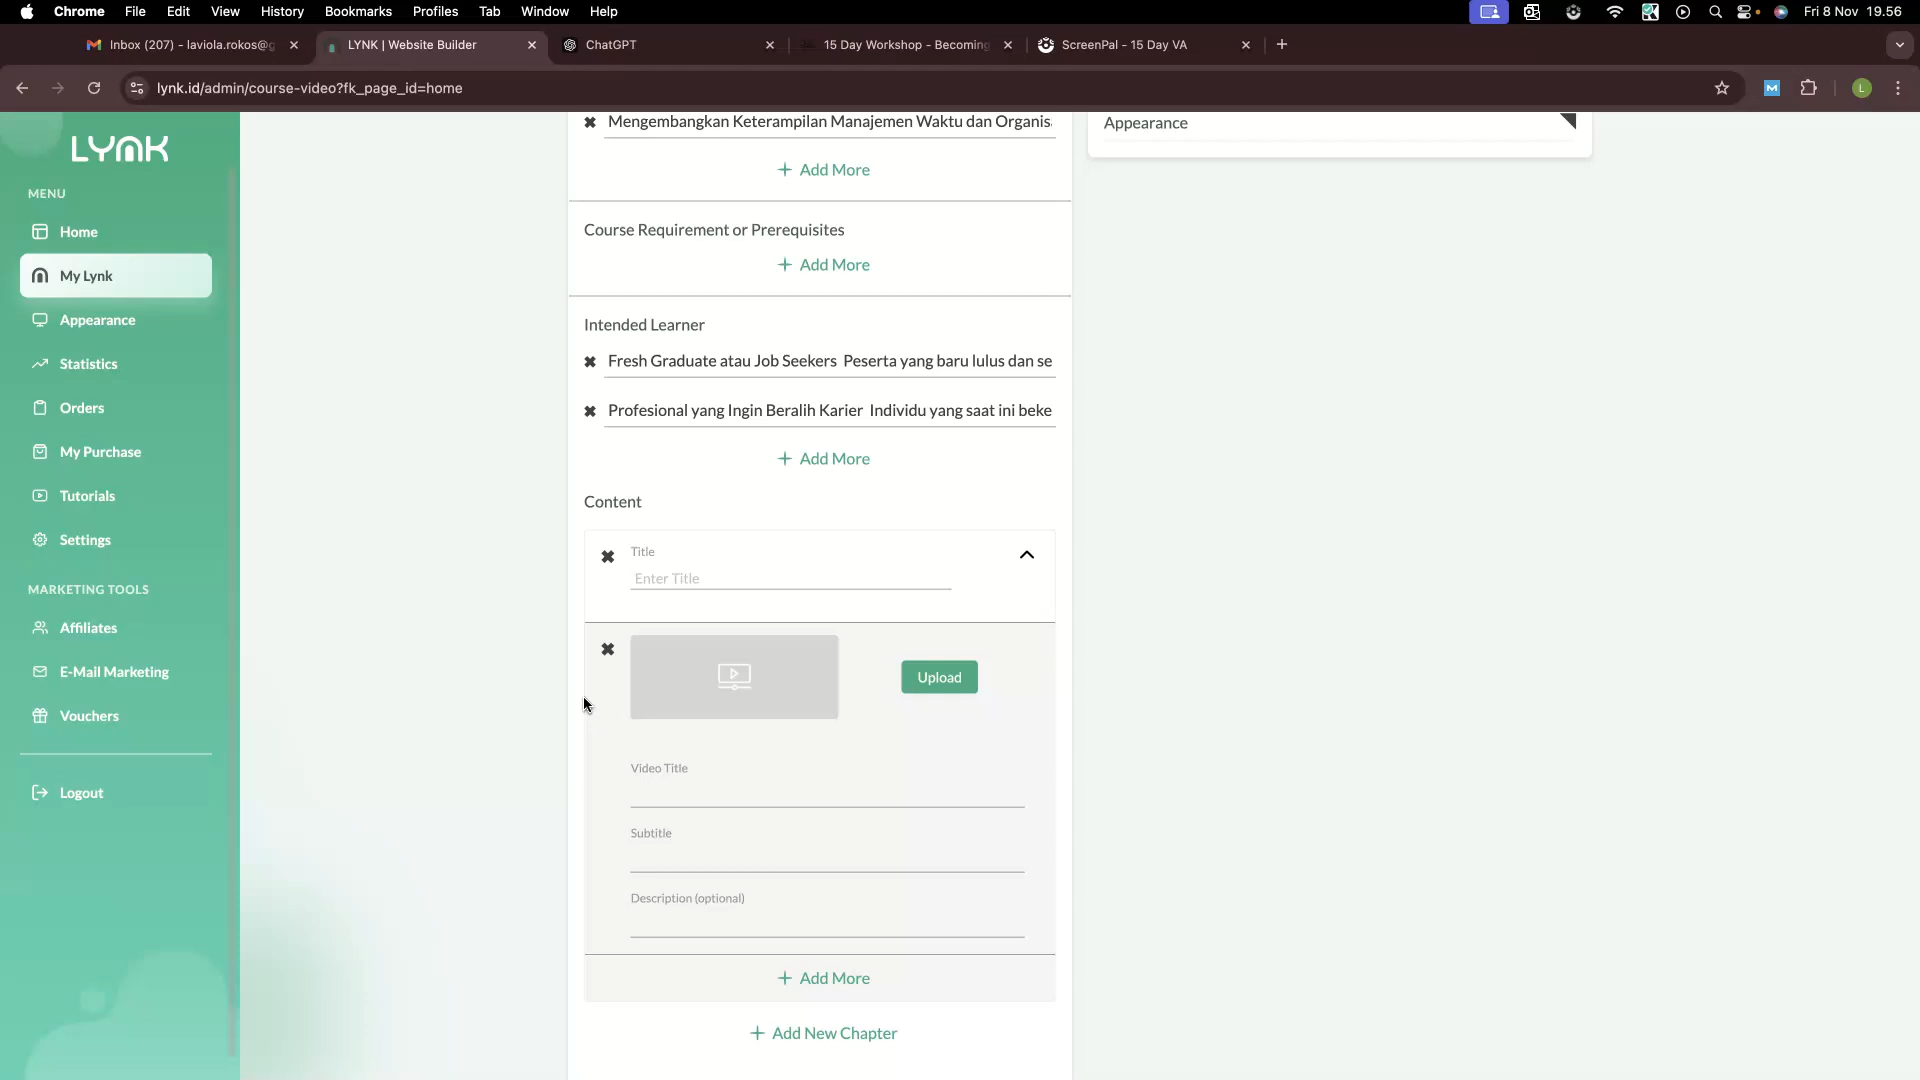 Chrome File Edit View History Bookmarks Profiles Tab Window Help Fri 8 Nov 19.56
Inbox (207) - laviola.rokos@g LYNK | Website Builder ChatGPT 15 Day Workshop - Becoming ScreenPal - 15 Day VA
lynk.id/admin/course-video?fk_page_id=home L
LYNK
MENU
Home
My Lynk
Appearance
Statistics
Orders
My Purchase
Tutorials
Settings
MARKETING TOOLS
Affiliates
E-Mail Marketing
Vouchers
Logout
Mengembangkan Keterampilan Manajemen Waktu dan Organis
+ Add More
Course Requirement or Prerequisites
+ Add More
Intended Learner
Fresh Graduate atau Job Seekers Peserta yang baru lulus dan se
Profesional yang Ingin Beralih Karier Individu yang saat ini beke
+ Add More
Content
Title
Enter Title
Upload
Video Title
Subtitle
Description (optional)
+ Add More
+ Add New Chapter
Appearance